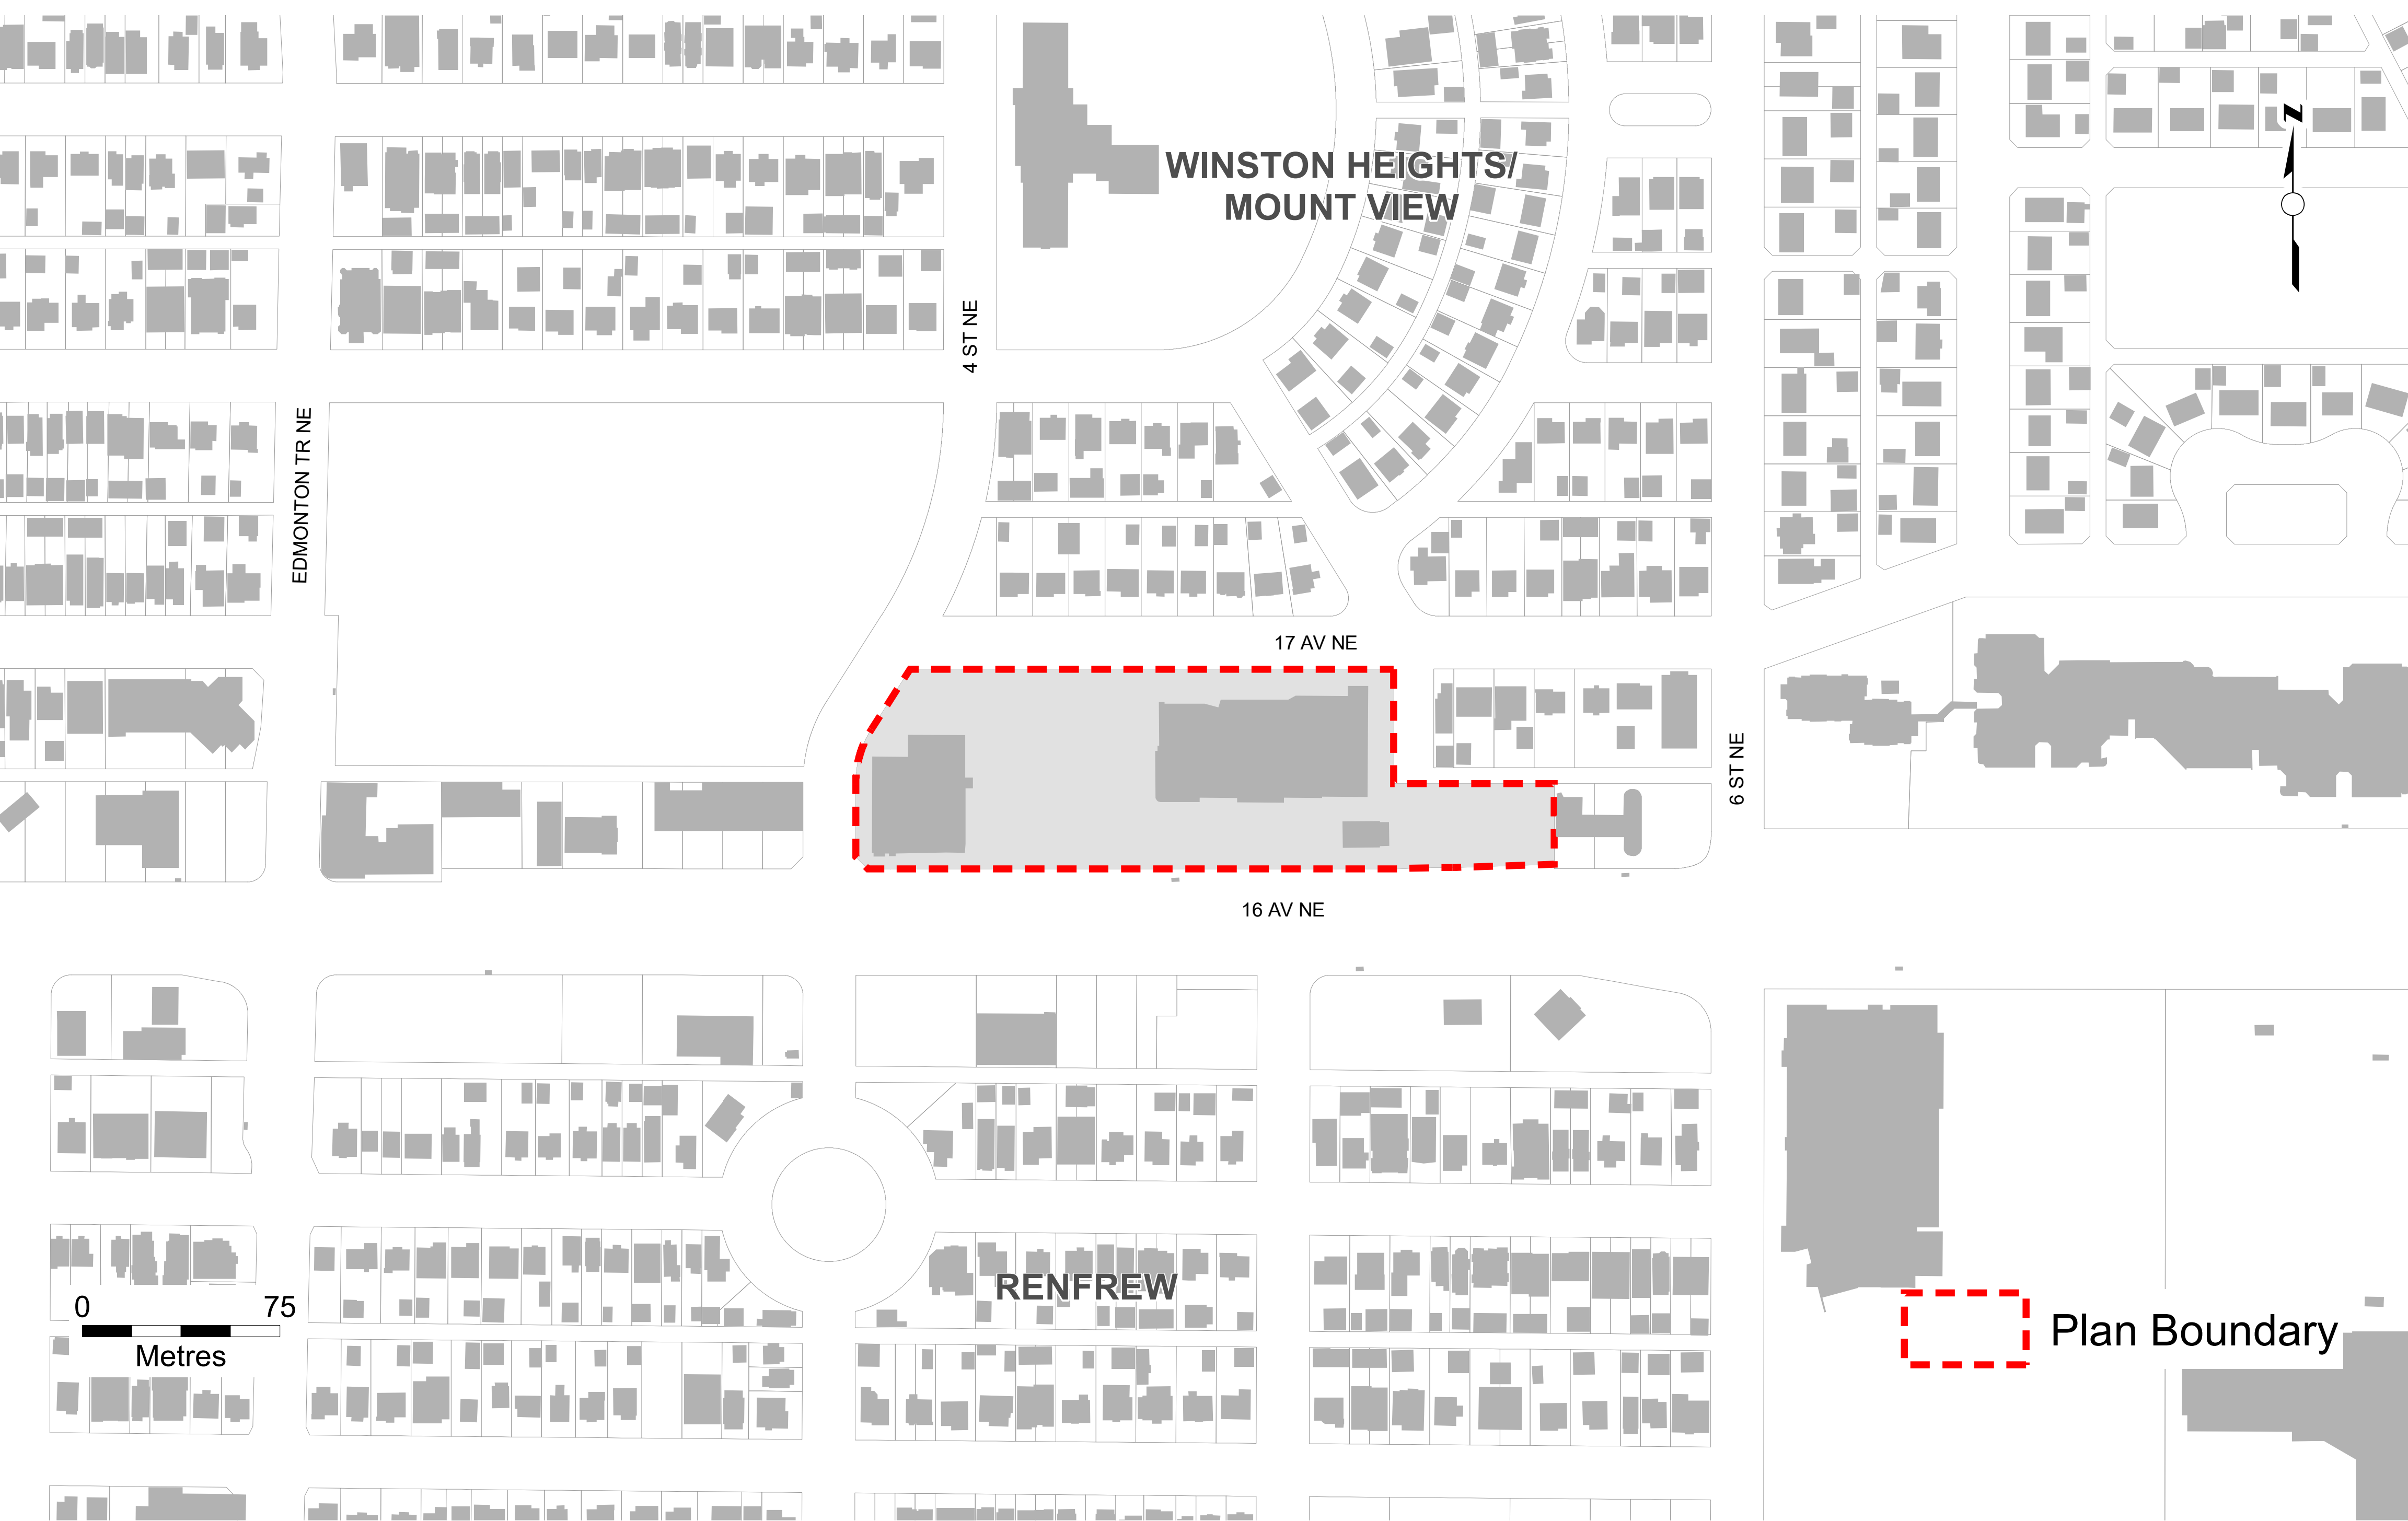 N
WINSTON HEIGHTS/
MOUNT VIEW
4 ST NE
EDMONTON TR NE
17 AV NE
6 ST NE
16 AV NE
RENFREW
0 75
Metres
Plan Boundary